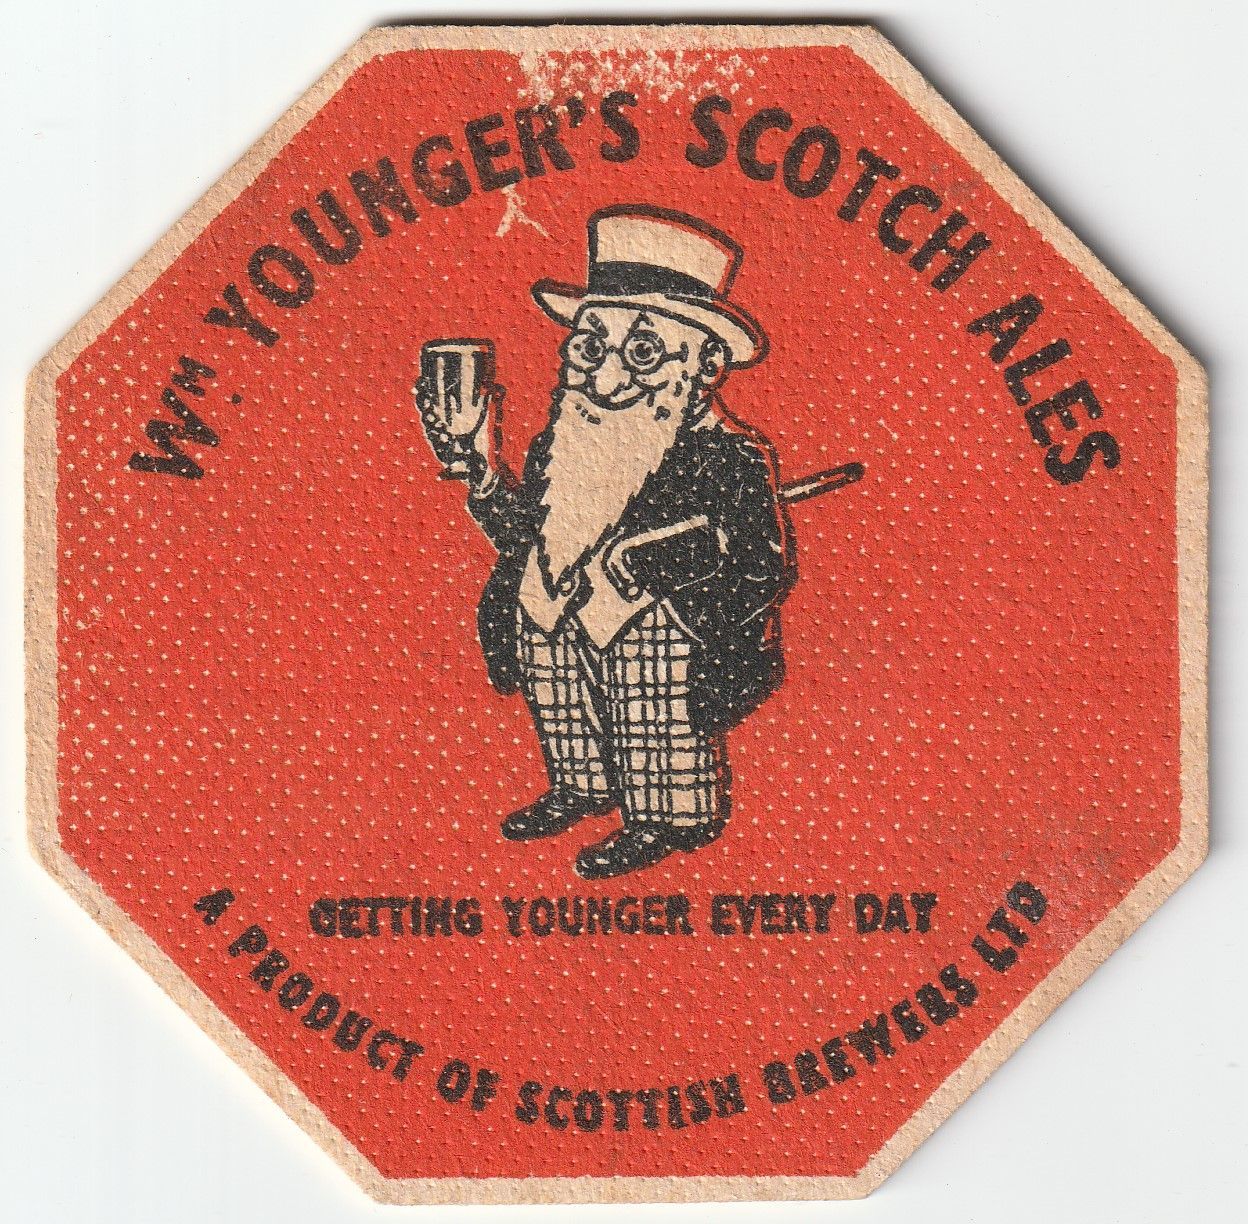 Wᴹ YOUNGER'S SCOTCH ALES
GETTING YOUNGER EVERY DAY
A PRODUCT OF SCOTTISH BREWERS LTD